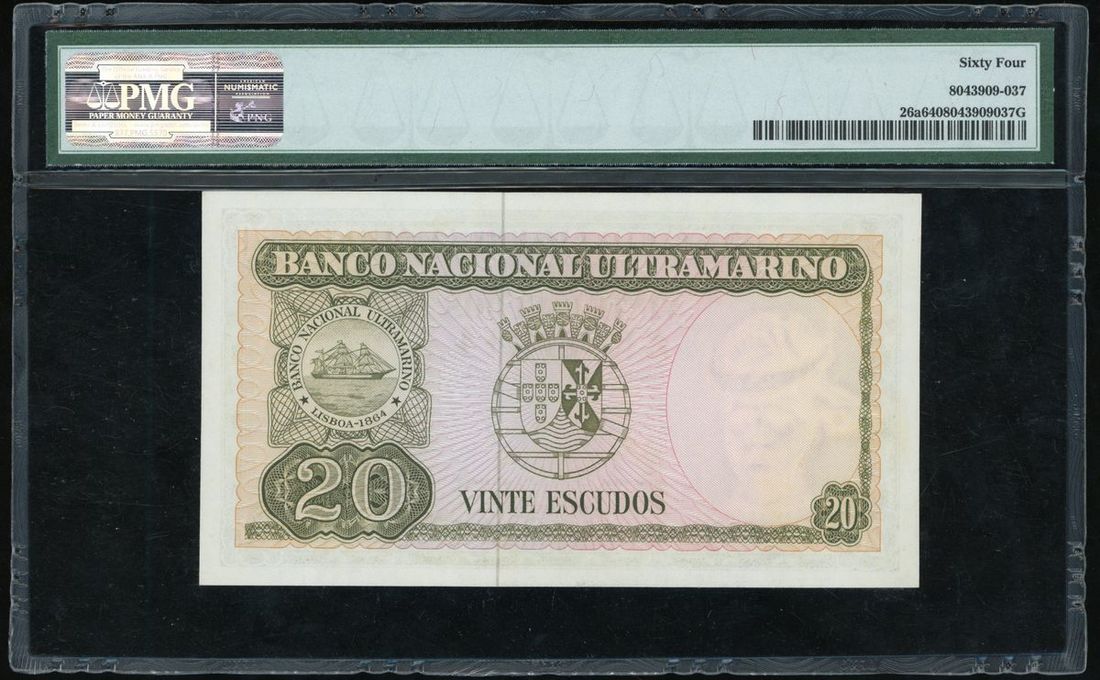 PMG
PAPER MONEY GUARANTY
NUMISMATIC
PNG
Sixty Four
8043909-037
26a6408043909037G
BANCO NACIONAL ULTRAMARINO
BANCO NACIONAL ULTRAMARINO
★ LISBOA-1864 ★
20
VINTE ESCUDOS
20